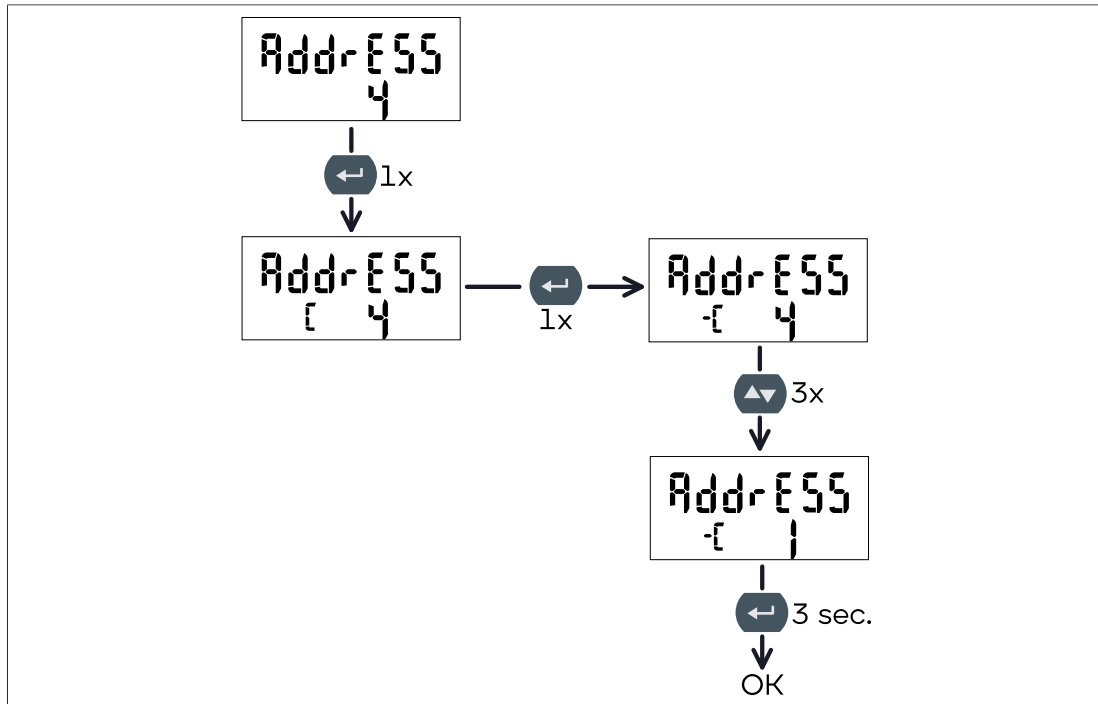 AddrESS
4
1x
AddrESS
[ 4
1x
AddrESS
-[ 4
3x
AddrESS
-[ 1
3 sec.
OK